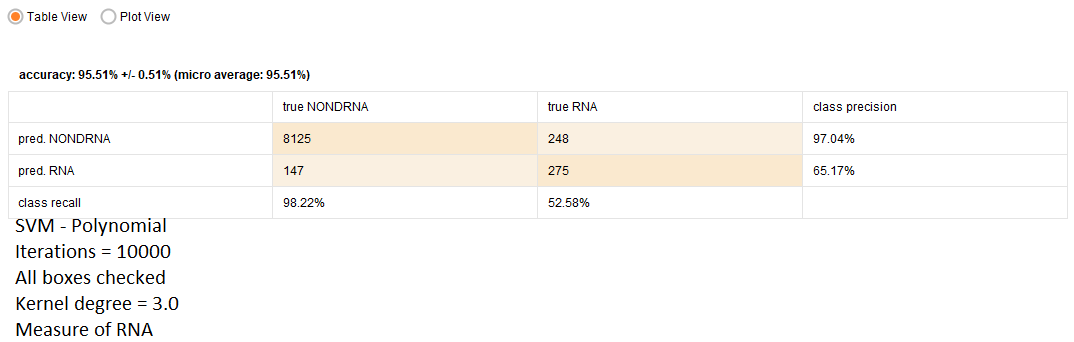 Table View Plot View
accuracy: 95.51% +/- 0.51% (micro average: 95.51%)
true NONDRNA true RNA class precision
pred. NONDRNA 8125 248 97.04%
pred. RNA 147 275 65.17%
class recall 98.22% 52.58%
SVM - Polynomial
Iterations = 10000
All boxes checked
Kernel degree = 3.0
Measure of RNA